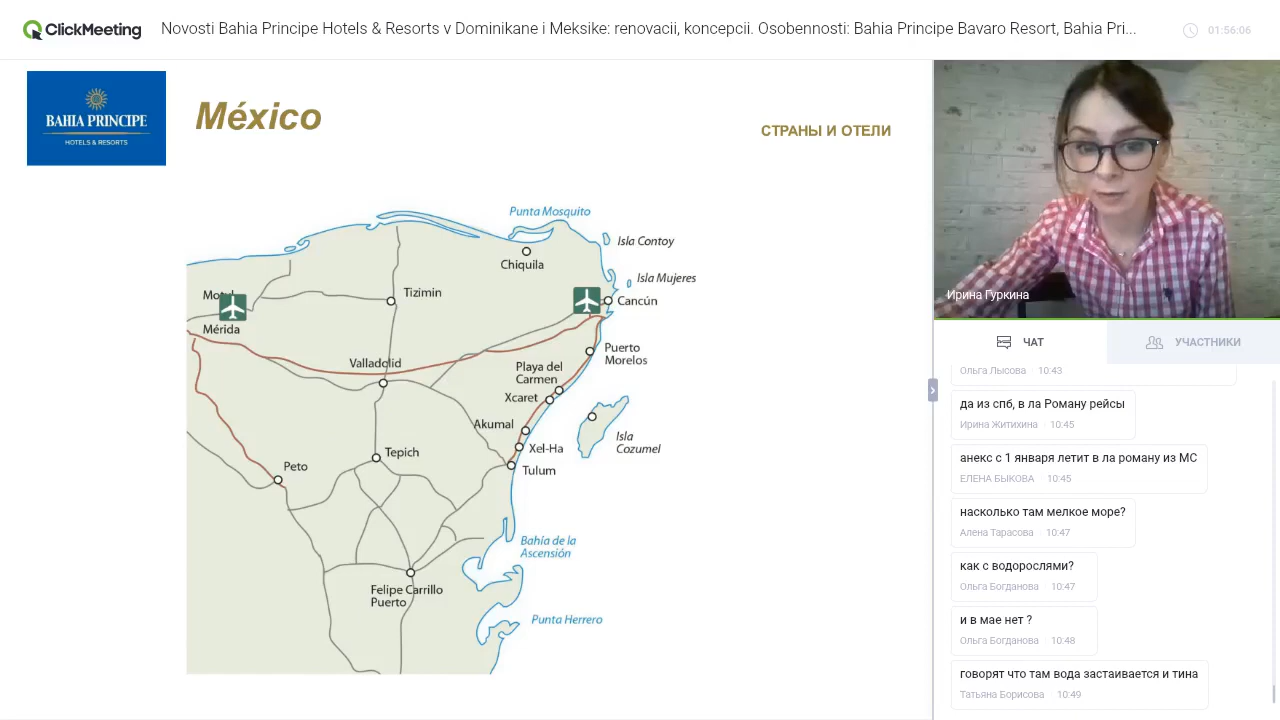 ClickMeeting
Novosti Bahia Principe Hotels & Resorts v Dominikane i Meksike: renovacii, koncepcii. Osobennosti: Bahia Principe Bavaro Resort, Bahia Pri...
01:56:06
BAHIA PRINCIPE
HOTELS & RESORTS
México
СТРАНЫ И ОТЕЛИ
Punta Mosquito
Isla Contoy
Chiquila
Isla Mujeres
Motul
Tizimin
Cancún
Mérida
Puerto
Morelos
Valladolid
Playa del
Carmen
Xcaret
Akumal
Isla
Cozumel
Xel-Ha
Tepich
Tulum
Peto
Bahía de la
Ascensión
Felipe Carrillo
Puerto
Punta Herrero
Ирина Гуркина
ЧАТ
УЧАСТНИКИ
Ольга Лысова · 10:43
да из спб, в ла Роману рейсы
Ирина Житихина · 10:45
анекс с 1 января летит в ла роману из МС
ЕЛЕНА БЫКОВА · 10:45
насколько там мелкое море?
Алена Тарасова · 10:47
как с водорослями?
Ольга Богданова · 10:47
и в мае нет ?
Ольга Богданова · 10:48
говорят что там вода застаивается и тина
Татьяна Борисова · 10:49